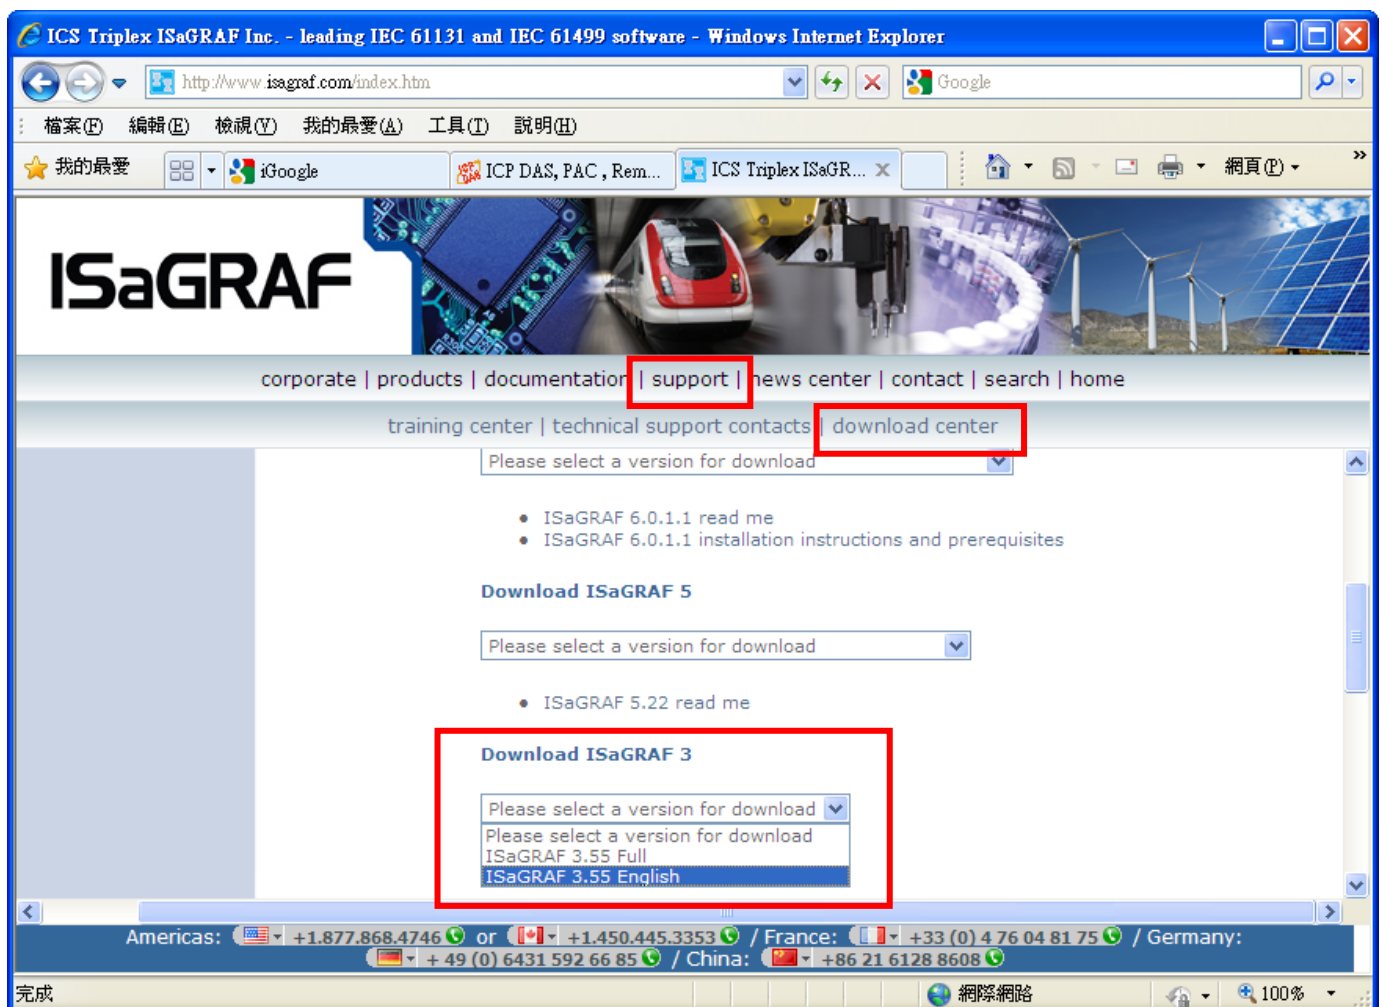 ICS Triplex ISaGRAF Inc. - leading IEC 61131 and IEC 61499 software - Windows Internet Explorer
http://www.isagraf.com/index.htm
Google
檔案(F) 編輯(E) 檢視(V) 我的最愛(A) 工具(T) 說明(H)
我的最愛 iGoogle ICP DAS, PAC , Rem... ICS Triplex ISaGR... 網頁(P) »
ISaGRAF
corporate | products | documentation | support | news center | contact | search | home
training center | technical support contacts | download center
Please select a version for download
• ISaGRAF 6.0.1.1 read me
• ISaGRAF 6.0.1.1 installation instructions and prerequisites
Download ISaGRAF 5
Please select a version for download
• ISaGRAF 5.22 read me
Download ISaGRAF 3
Please select a version for download
Please select a version for download
ISaGRAF 3.55 Full
ISaGRAF 3.55 English
Americas: +1.877.868.4746 or +1.450.445.3353 / France: +33 (0) 4 76 04 81 75 / Germany:
+ 49 (0) 6431 592 66 85 / China: +86 21 6128 8608
完成 網際網路 100%